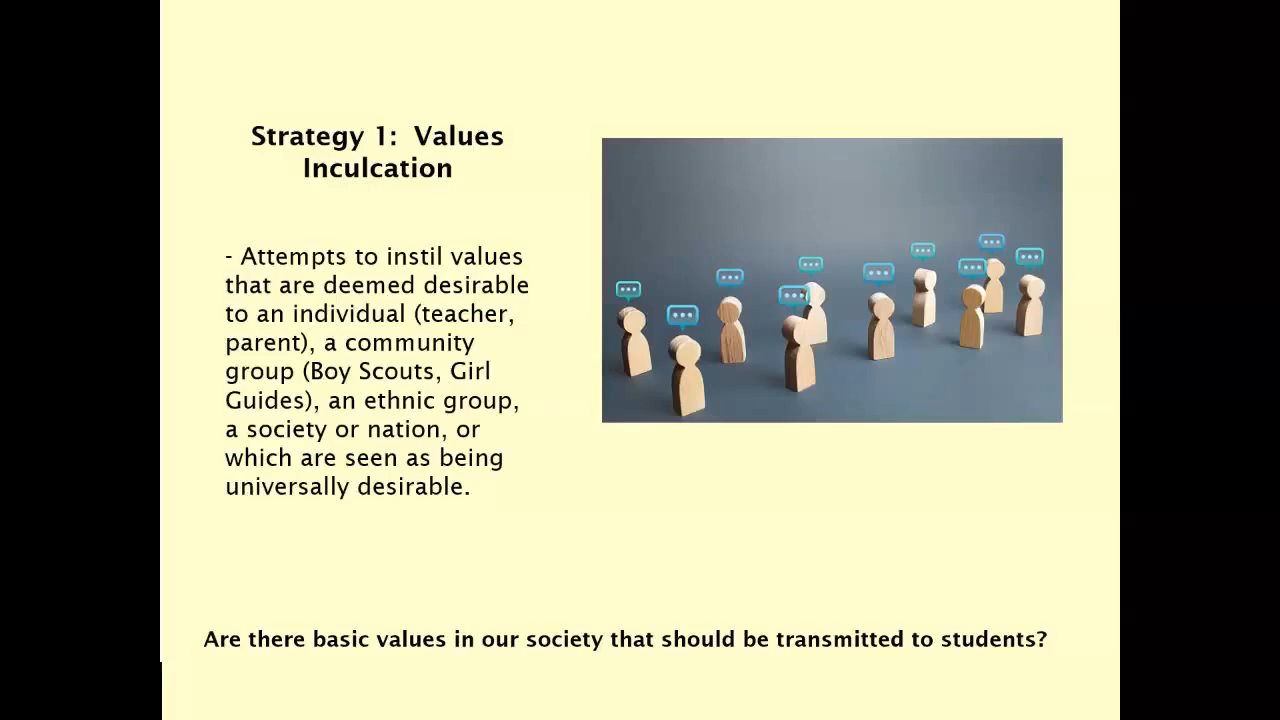 Strategy 1:  Values
Inculcation
- Attempts to instil values
that are deemed desirable
to an individual (teacher,
parent), a community
group (Boy Scouts, Girl
Guides), an ethnic group,
a society or nation, or
which are seen as being
universally desirable.
Are there basic values in our society that should be transmitted to students?